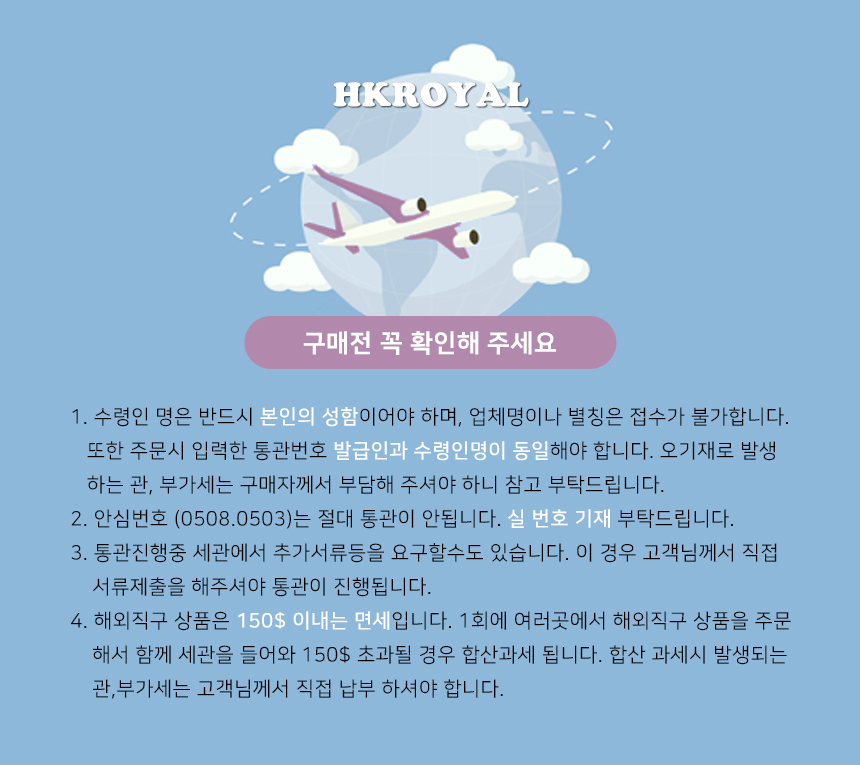 HKROYAL
구매전 꼭 확인해 주세요
1. 수령인 명은 반드시 본인의 성함이어야 하며, 업체명이나 별칭은 접수가 불가합니다.
또한 주문시 입력한 통관번호 발급인과 수령인명이 동일해야 합니다. 오기재로 발생
하는 관, 부가세는 구매자께서 부담해 주셔야 하니 참고 부탁드립니다.
2. 안심번호 (0508.0503)는 절대 통관이 안됩니다. 실 번호 기재 부탁드립니다.
3. 통관진행중 세관에서 추가서류등을 요구할수도 있습니다. 이 경우 고객님께서 직접
서류제출을 해주셔야 통관이 진행됩니다.
4. 해외직구 상품은 150$ 이내는 면세입니다. 1회에 여러곳에서 해외직구 상품을 주문
해서 함께 세관을 들어와 150$ 초과될 경우 합산과세 됩니다. 합산 과세시 발생되는
관,부가세는 고객님께서 직접 납부 하셔야 합니다.